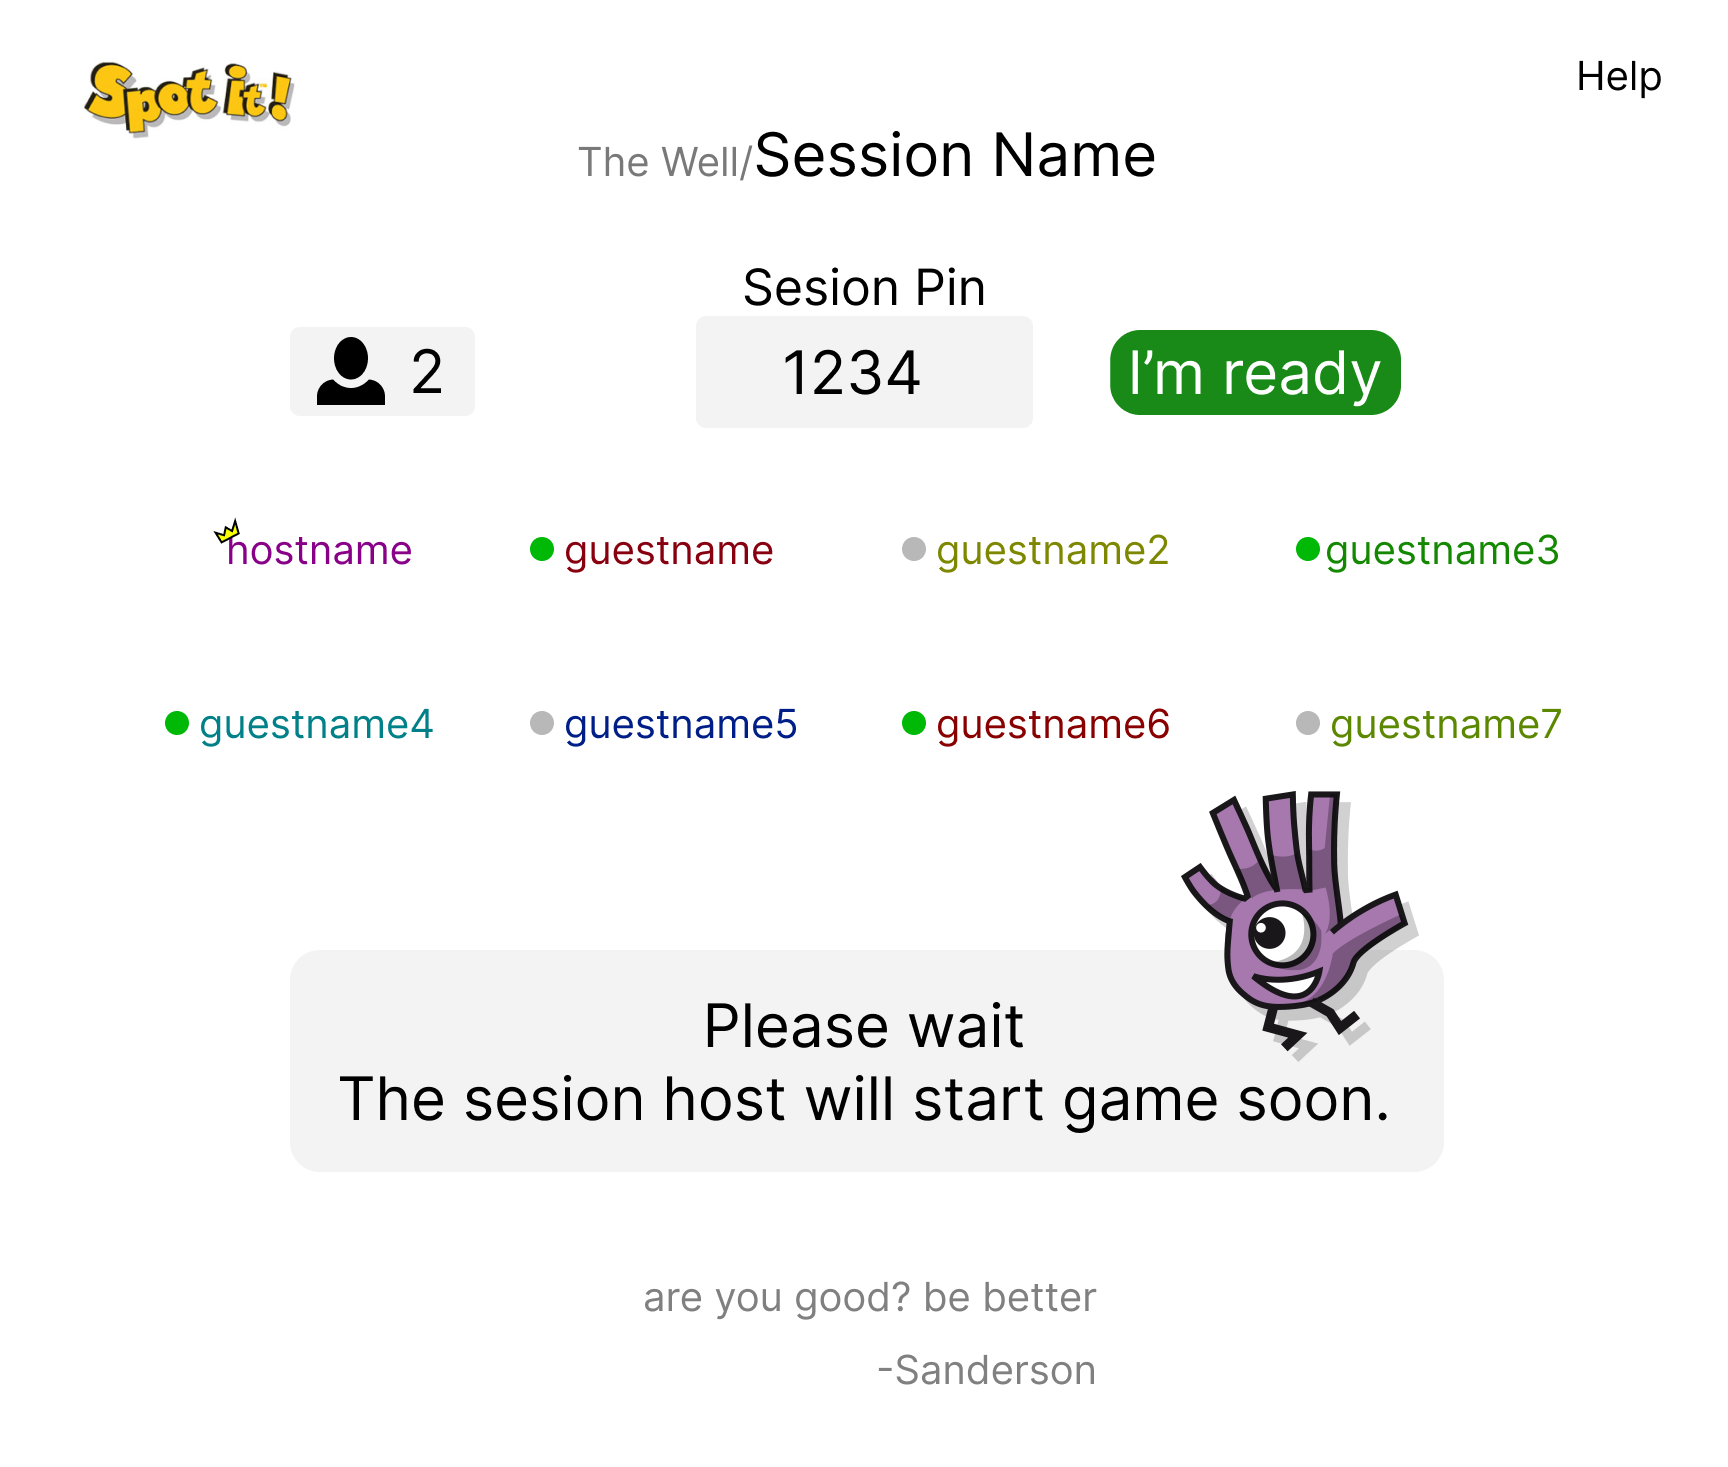 Spot it!
Help
The Well/Session Name
Sesion Pin
2
1234
I’m ready
hostname
guestname
guestname2
guestname3
guestname4
guestname5
guestname6
guestname7
Please wait
The sesion host will start game soon.
are you good? be better
-Sanderson